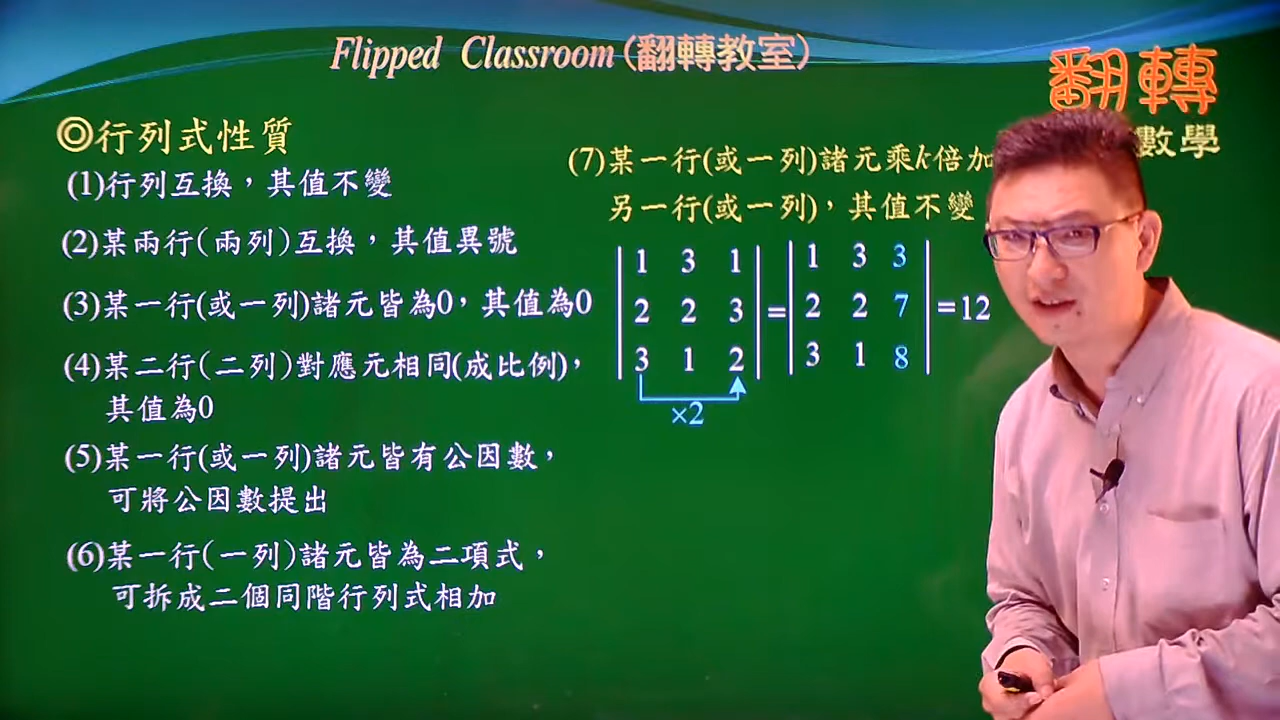 Flipped Classroom(翻轉教室)
翻轉
數學
◎行列式性質
(1)行列互換，其值不變
(2)某兩行(兩列)互換，其值異號
(3)某一行(或一列)諸元皆為0，其值為0
(4)某二行(二列)對應元相同(成比例)，
其值為0
(5)某一行(或一列)諸元皆有公因數，
可將公因數提出
(6)某一行(一列)諸元皆為二項式，
可拆成二個同階行列式相加
(7)某一行(或一列)諸元乘k倍加
另一行(或一列)，其值不變
1 3 1 1 3 3
2 2 3 = 2 2 7 =12
3 1 2 3 1 8
×2